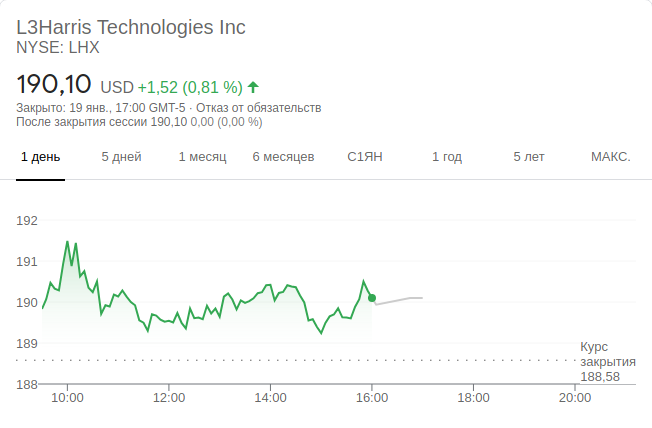 L3Harris Technologies Inc
NYSE: LHX
190,10 USD +1,52 (0,81 %)
Закрыто: 19 янв., 17:00 GMT-5 · Отказ от обязательств
После закрытия сессии 190,10 0,00 (0,00 %)
1 день 5 дней 1 месяц 6 месяцев С1ЯН 1 год 5 лет МАКС.
192
191
190
189
Курс
закрытия
188,58
188
10:00 12:00 14:00 16:00 18:00 20:00